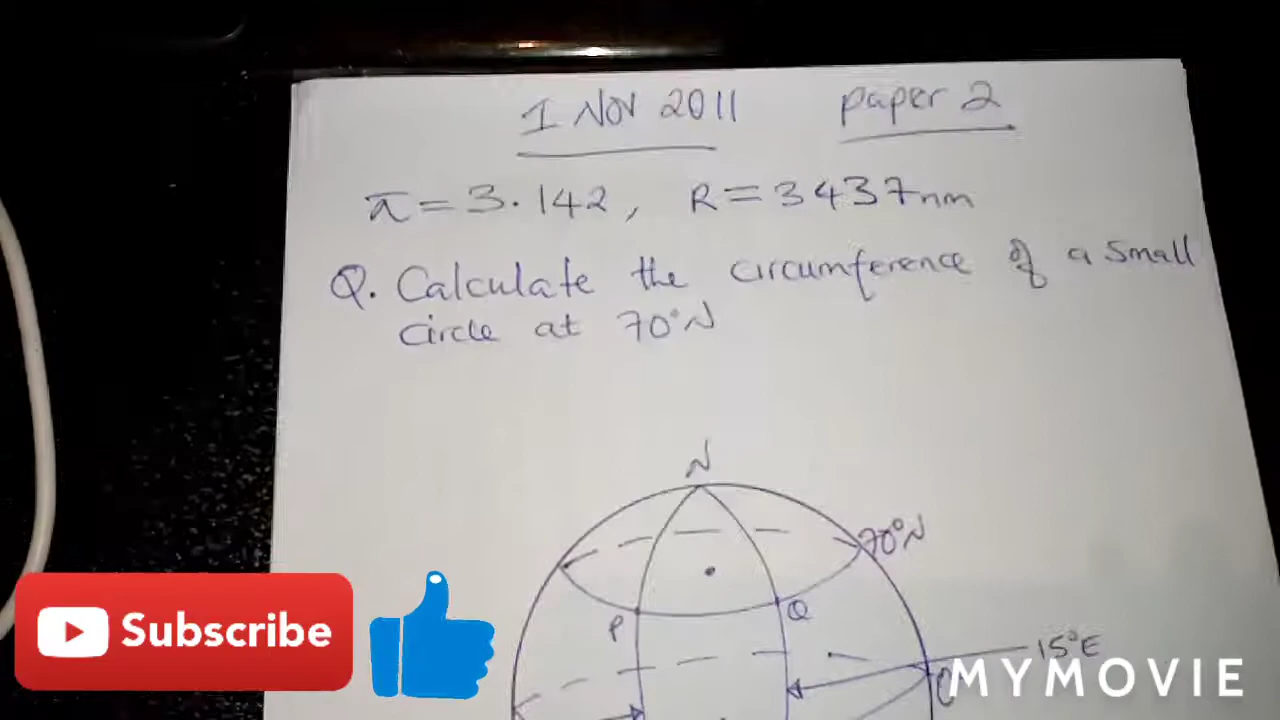 1 Nov 2011 paper 2
π = 3.142, R = 3437nm
Q. Calculate the circumference of a small
circle at 70°N
N
70°N
P
Q
15°E
Subscribe
MYMOVIE